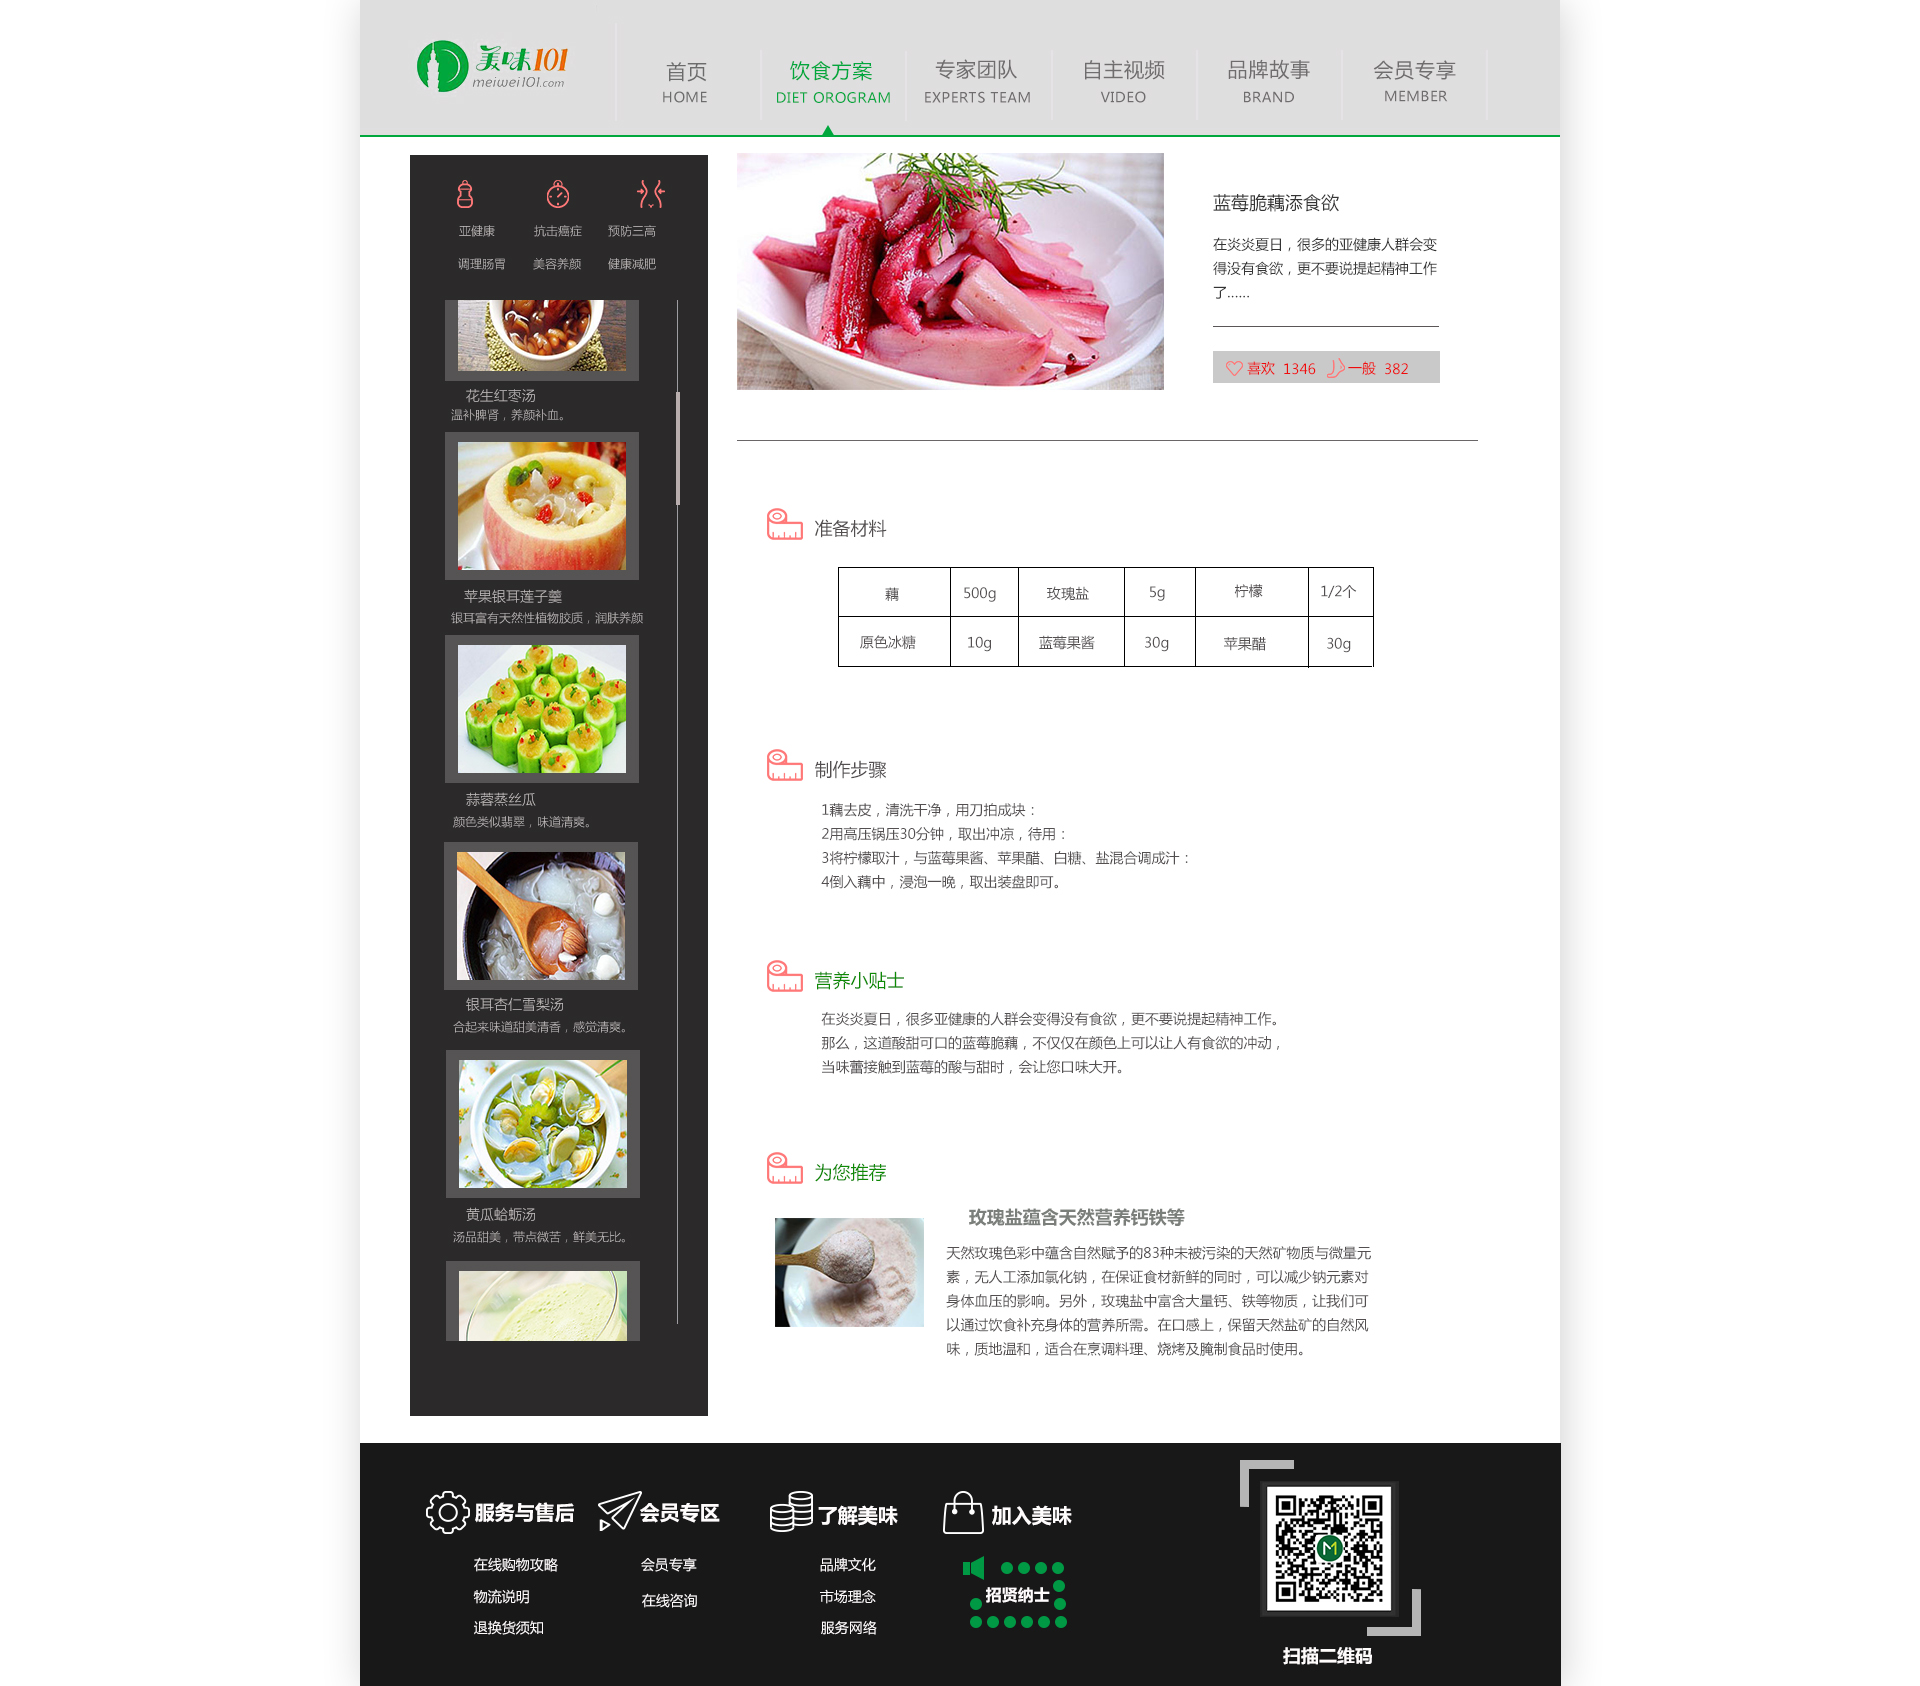 美味101
meiwei101.com
首页
HOME
饮食方案
DIET OROGRAM
专家团队
EXPERTS TEAM
自主视频
VIDEO
品牌故事
BRAND
会员专享
MEMBER
亚健康 抗击癌症 预防三高
调理肠胃 美容养颜 健康减肥
花生红枣汤
温补脾肾，养颜补血。
苹果银耳莲子羹
银耳富有天然性植物胶质，润肤养颜
蒜蓉蒸丝瓜
颜色类似翡翠，味道清爽。
银耳杏仁雪梨汤
合起来味道甜美清香，感觉清爽。
黄瓜蛤蛎汤
汤品甜美，带点微苦，鲜美无比。
蓝莓脆藕添食欲
在炎炎夏日，很多的亚健康人群会变
得没有食欲，更不要说提起精神工作
了......
喜欢 1346 一般 382
准备材料
藕 500g 玫瑰盐 5g 柠檬 1/2个
原色冰糖 10g 蓝莓果酱 30g 苹果醋 30g
制作步骤
1藕去皮，清洗干净，用刀拍成块：
2用高压锅压30分钟，取出冲凉，待用：
3将柠檬取汁，与蓝莓果酱、苹果醋、白糖、盐混合调成汁：
4倒入藕中，浸泡一晚，取出装盘即可。
营养小贴士
在炎炎夏日，很多亚健康的人群会变得没有食欲，更不要说提起精神工作。
那么，这道酸甜可口的蓝莓脆藕，不仅仅在颜色上可以让人有食欲的冲动，
当味蕾接触到蓝莓的酸与甜时，会让您口味大开。
为您推荐
玫瑰盐蕴含天然营养钙铁等
天然玫瑰色彩中蕴含自然赋予的83种未被污染的天然矿物质与微量元
素，无人工添加氯化钠，在保证食材新鲜的同时，可以减少钠元素对
身体血压的影响。另外，玫瑰盐中富含大量钙、铁等物质，让我们可
以通过饮食补充身体的营养所需。在口感上，保留天然盐矿的自然风
味，质地温和，适合在烹调料理、烧烤及腌制食品时使用。
服务与售后
在线购物攻略
物流说明
退换货须知
会员专区
会员专享
在线咨询
了解美味
品牌文化
市场理念
服务网络
加入美味
招贤纳士
扫描二维码